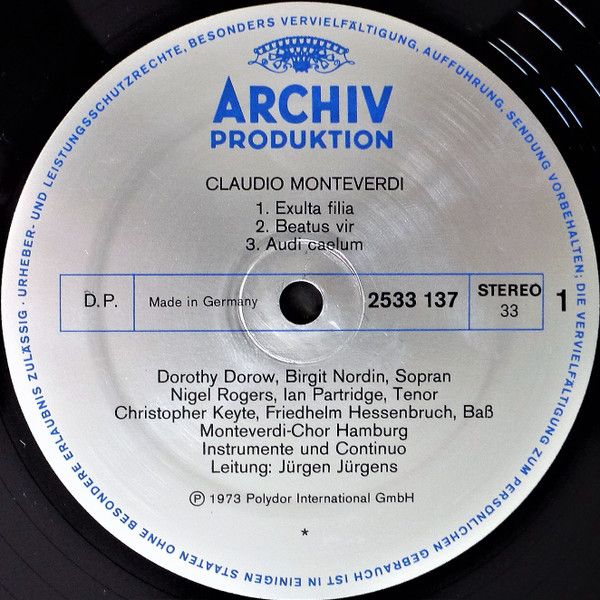 URHEBER- UND LEISTUNGSSCHUTZRECHTE, BESONDERS VERVIELFÄLTIGUNG, AUFFÜHRUNG, SENDUNG VORBEHALTEN; DIE VERVIELFÄLTIGUNG ZUM PERSÖNLICHEN GEBRAUCH IST IN EINIGEN STAATEN OHNE BESONDERE ERLAUBNIS ZULÄSSIG ·
ARCHIV
PRODUKTION
CLAUDIO MONTEVERDI
1. Exulta filia
2. Beatus vir
3. Audi caelum
D.P. Made in Germany 2533 137 STEREO 33 1
Dorothy Dorow, Birgit Nordin, Sopran
Nigel Rogers, Ian Partridge, Tenor
Christopher Keyte, Friedhelm Hessenbruch, Baß
Monteverdi-Chor Hamburg
Instrumente und Continuo
Leitung: Jürgen Jürgens
Ⓟ 1973 Polydor International GmbH
*